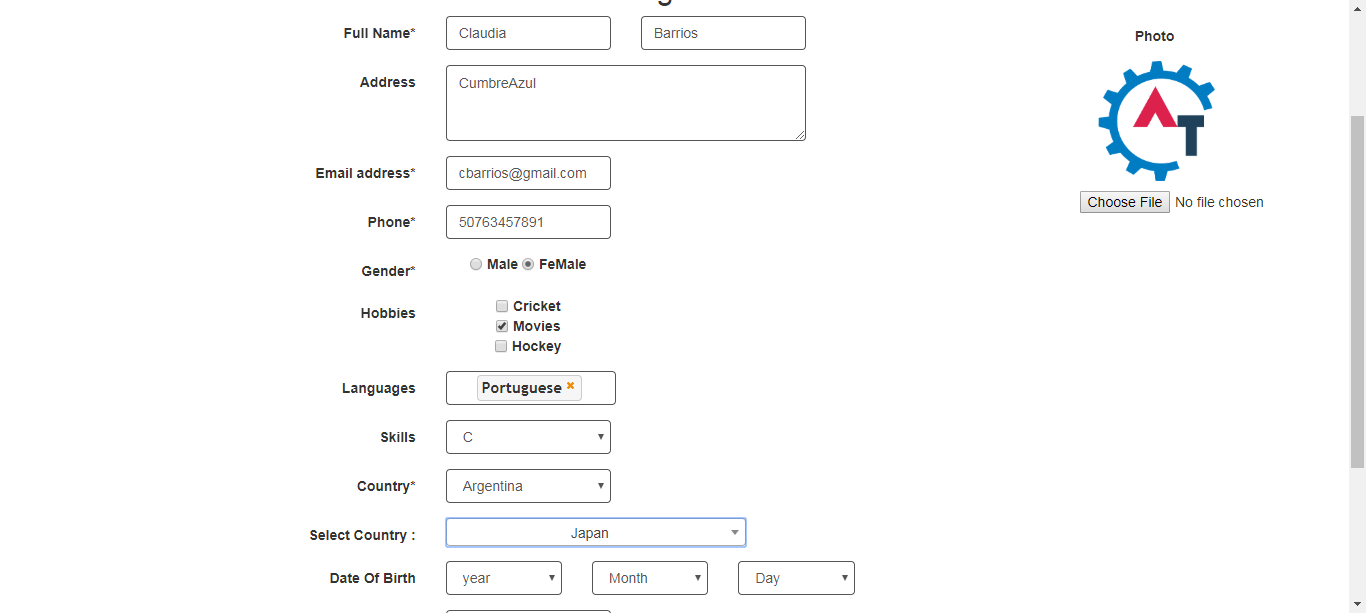 Full Name* Claudia Barrios
Photo
Address CumbreAzul
AT
Email address* cbarrios@gmail.com
Choose File No file chosen
Phone* 50763457891
Gender* Male FeMale
Hobbies Cricket
Movies
Hockey
Languages Portuguese
Skills C
Country* Argentina
Select Country : Japan
Date Of Birth year Month Day